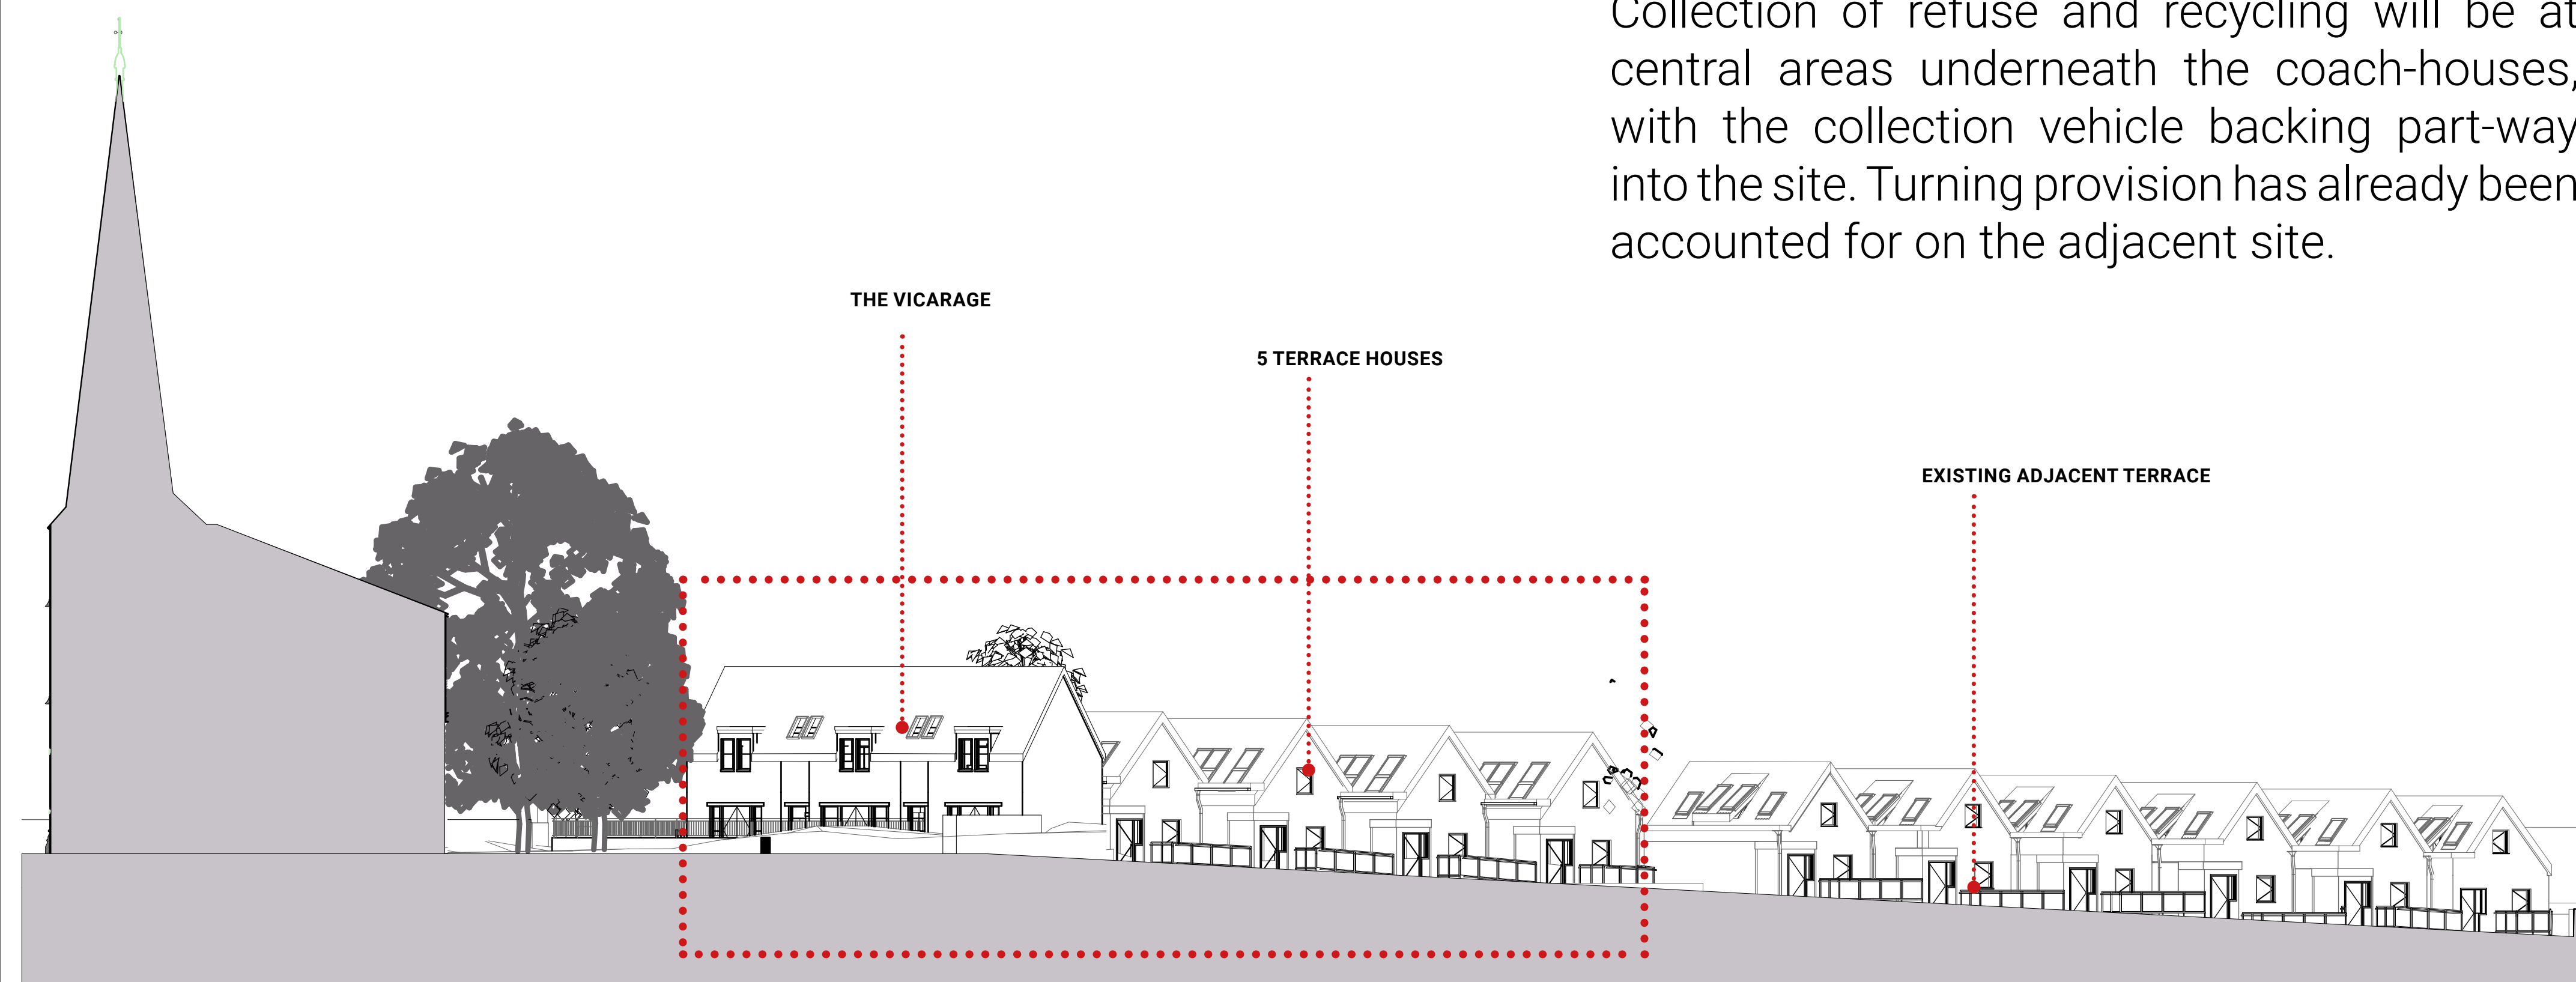 Collection of refuse and recycling will be at
central areas underneath the coach-houses,
with the collection vehicle backing part-way
into the site. Turning provision has already been
accounted for on the adjacent site.
THE VICARAGE
5 TERRACE HOUSES
EXISTING ADJACENT TERRACE